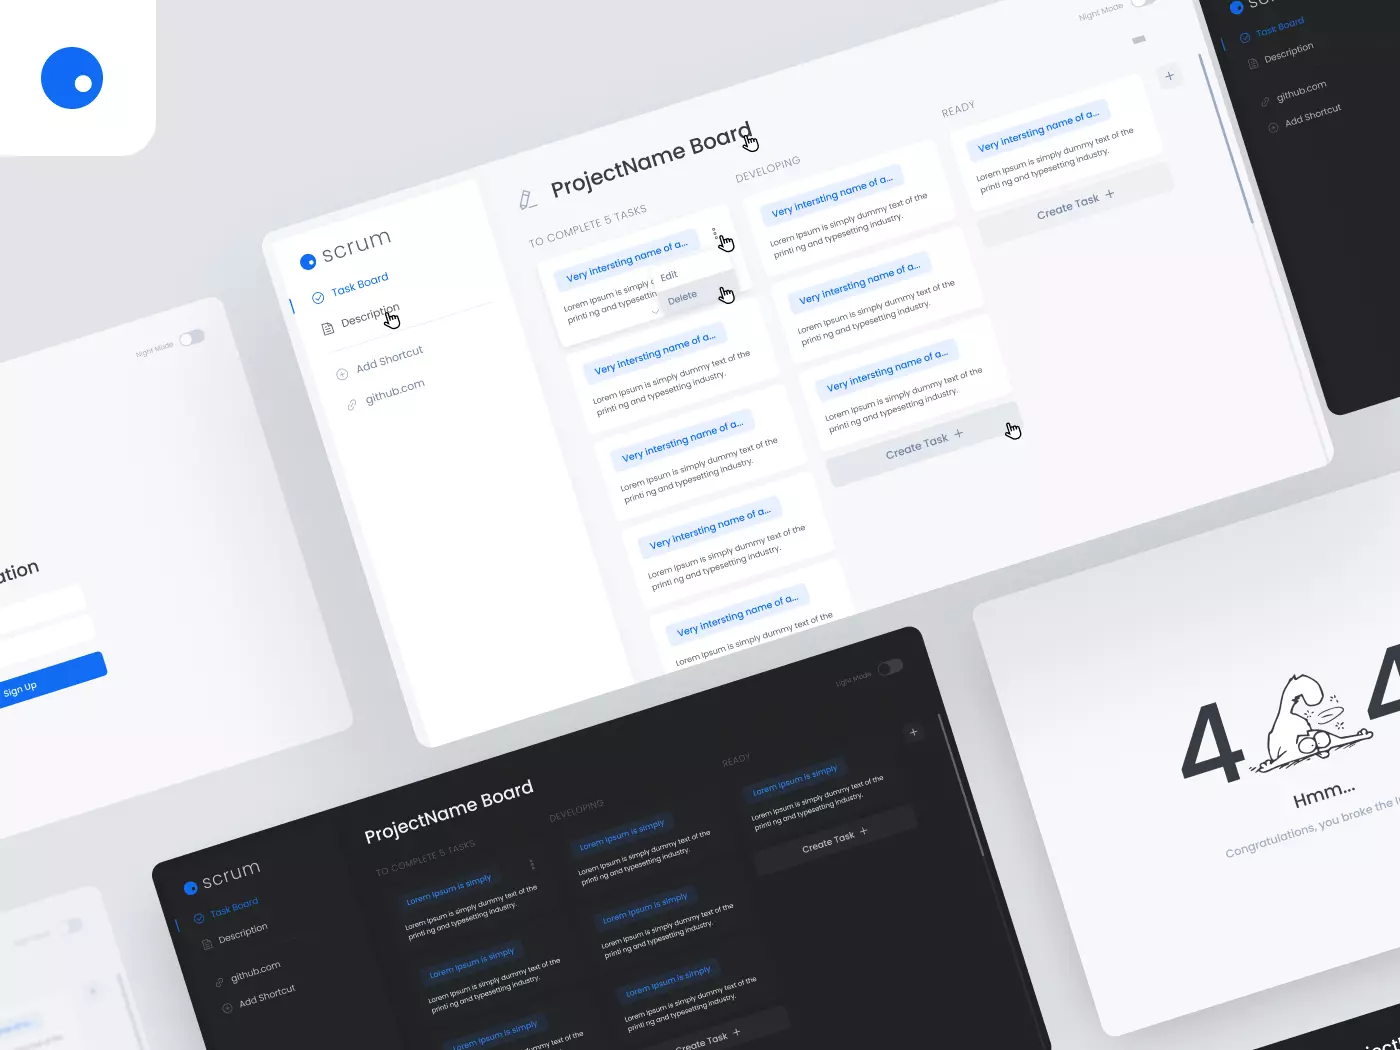 Night Mode
scrum
Task Board
Description
github.com
Add Shortcut
ProjectName Board
TO COMPLETE 5 TASKS
DEVELOPING
READY
scrum
Task Board
Description
Add Shortcut
github.com
Very intersting name of a...
Lorem Ipsum is simply
printi ng and typesettin
Edit
Delete
Very intersting name of a...
Lorem Ipsum is simply dummy text of the
printi ng and typesetting industry.
Very intersting name of a...
Lorem Ipsum is simply dummy text of the
printi ng and typesetting industry.
Very intersting name of a...
Lorem Ipsum is simply dummy text of the
printi ng and typesetting industry.
Very intersting name of a...
Lorem Ipsum is simply dummy text of the
Very intersting name of a...
Lorem Ipsum is simply dummy text of the
printi ng and typesetting industry.
Very intersting name of a...
Lorem Ipsum is simply dummy text of the
printi ng and typesetting industry.
Very intersting name of a...
Lorem Ipsum is simply dummy text of the
printi ng and typesetting industry.
Create Task +
Very intersting name of a...
Lorem Ipsum is simply dummy text of the
printi ng and typesetting industry.
Create Task +
+
Night Mode
Sign Up
Light Mode
ProjectName Board
TO COMPLETE 5 TASKS
DEVELOPING
READY
+
scrum
Task Board
Description
github.com
Add Shortcut
Lorem Ipsum is simply
Lorem Ipsum is simply dummy text of the
printi ng and typesetting industry.
Lorem Ipsum is simply
Lorem Ipsum is simply dummy text of the
printi ng and typesetting industry.
Lorem Ipsum is simply
Lorem Ipsum is simply dummy text of the
Lorem Ipsum is simply
Lorem Ipsum is simply dummy text of the
printi ng and typesetting industry.
Lorem Ipsum is simply
Lorem Ipsum is simply dummy text of the
printi ng and typesetting industry.
Lorem Ipsum is simply
Lorem Ipsum is simply dummy text of the
printi ng and typesetting industry.
Create Task +
Lorem Ipsum is simply
Lorem Ipsum is simply dummy text of the
printi ng and typesetting industry.
Create Task +
4 4
Hmm...
Congratulations, you broke the